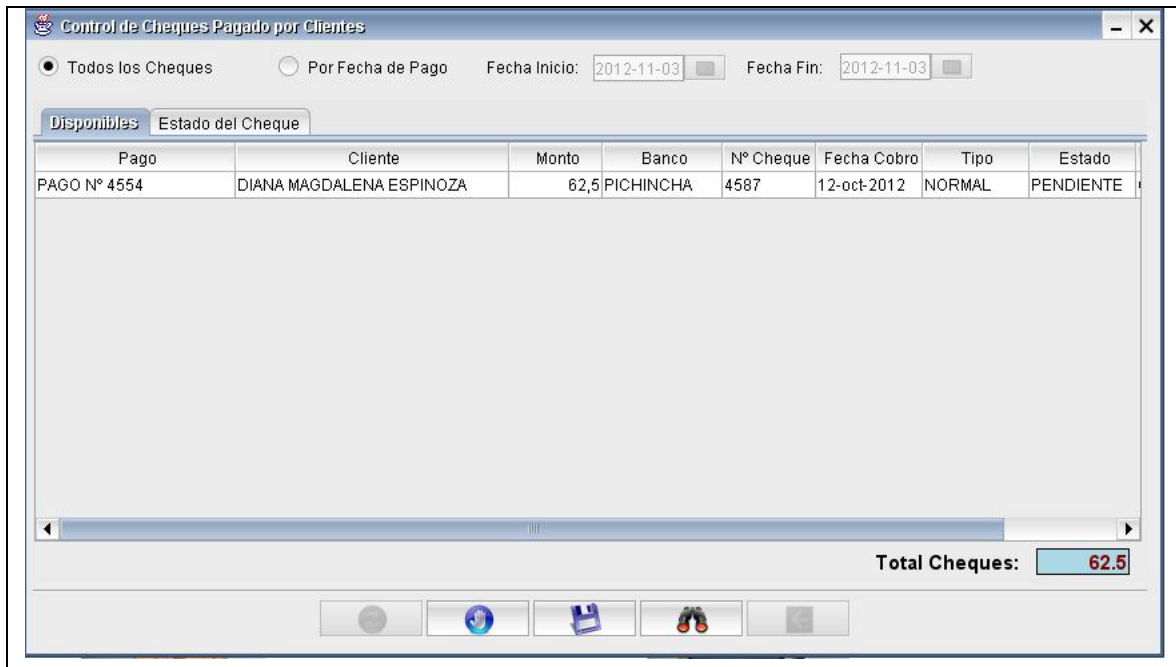 Control de Cheques Pagado por Clientes
Todos los Cheques Por Fecha de Pago Fecha Inicio: 2012-11-03 Fecha Fin: 2012-11-03
Disponibles Estado del Cheque
Pago Cliente Monto Banco Nº Cheque Fecha Cobro Tipo Estado
PAGO Nº 4554 DIANA MAGDALENA ESPINOZA 62,5 PICHINCHA 4587 12-oct-2012 NORMAL PENDIENTE
Total Cheques: 62.5